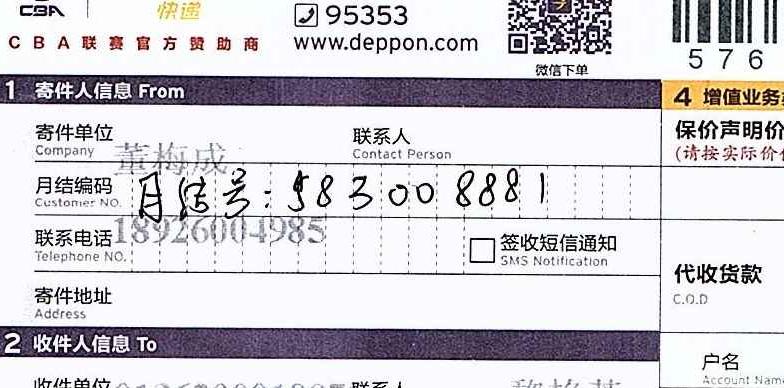 CBA 快递 95353
CBA联赛官方赞助商 www.deppon.com
微信下单
576
1 寄件人信息 From
4 增值业务
寄件单位 联系人
Company Contact Person
董梅成
保价声明价
(请按实际价
月结编码 月结号:583008881
Customer NO.
联系电话 18926004985
Telephone NO.
签收短信通知
SMS Notification
代收货款
C.O.D
寄件地址
Address
2 收件人信息 To
户名
Account Nam
收件单位 联系人